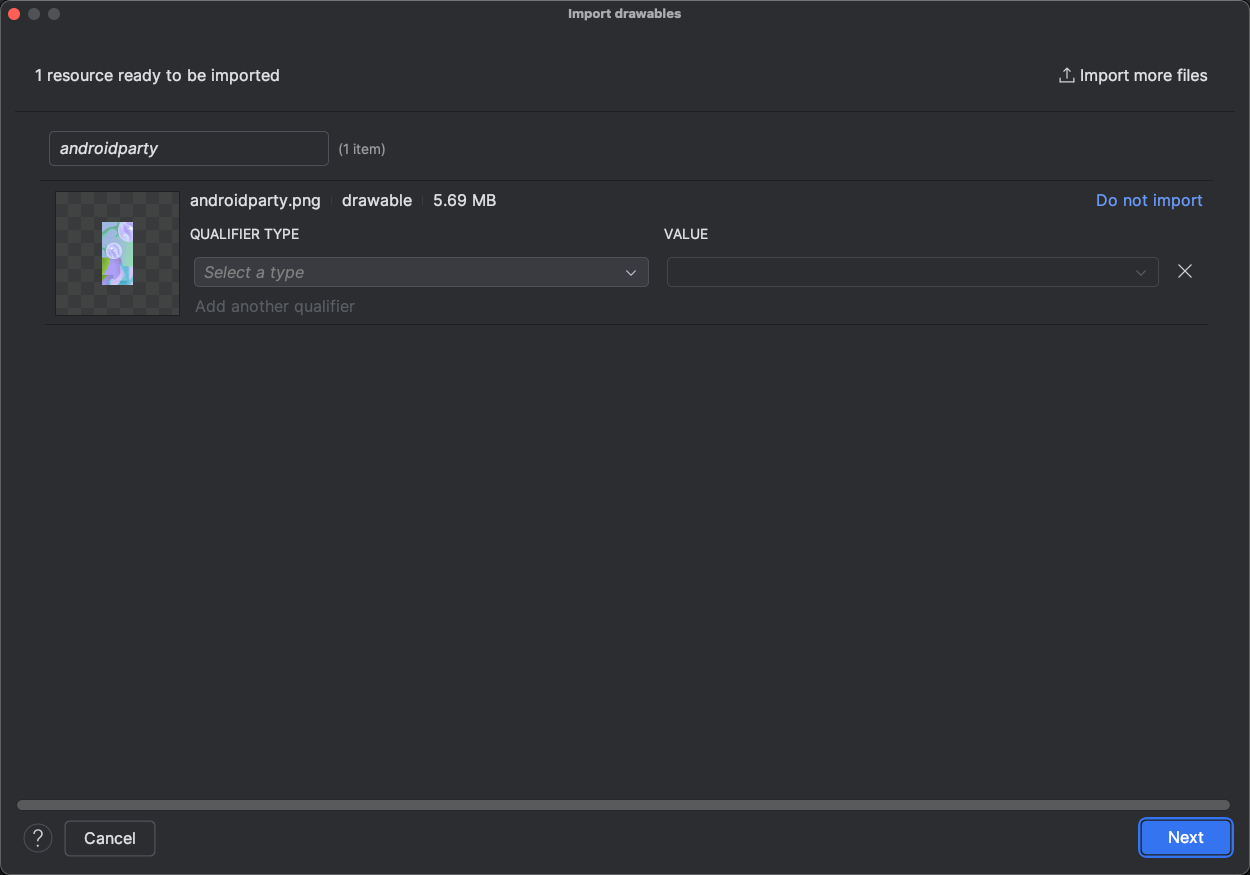 Import drawables
1 resource ready to be imported
Import more files
androidparty
(1 item)
androidparty.png
drawable
5.69 MB
Do not import
QUALIFIER TYPE
VALUE
Select a type
Add another qualifier
?
Cancel
Next